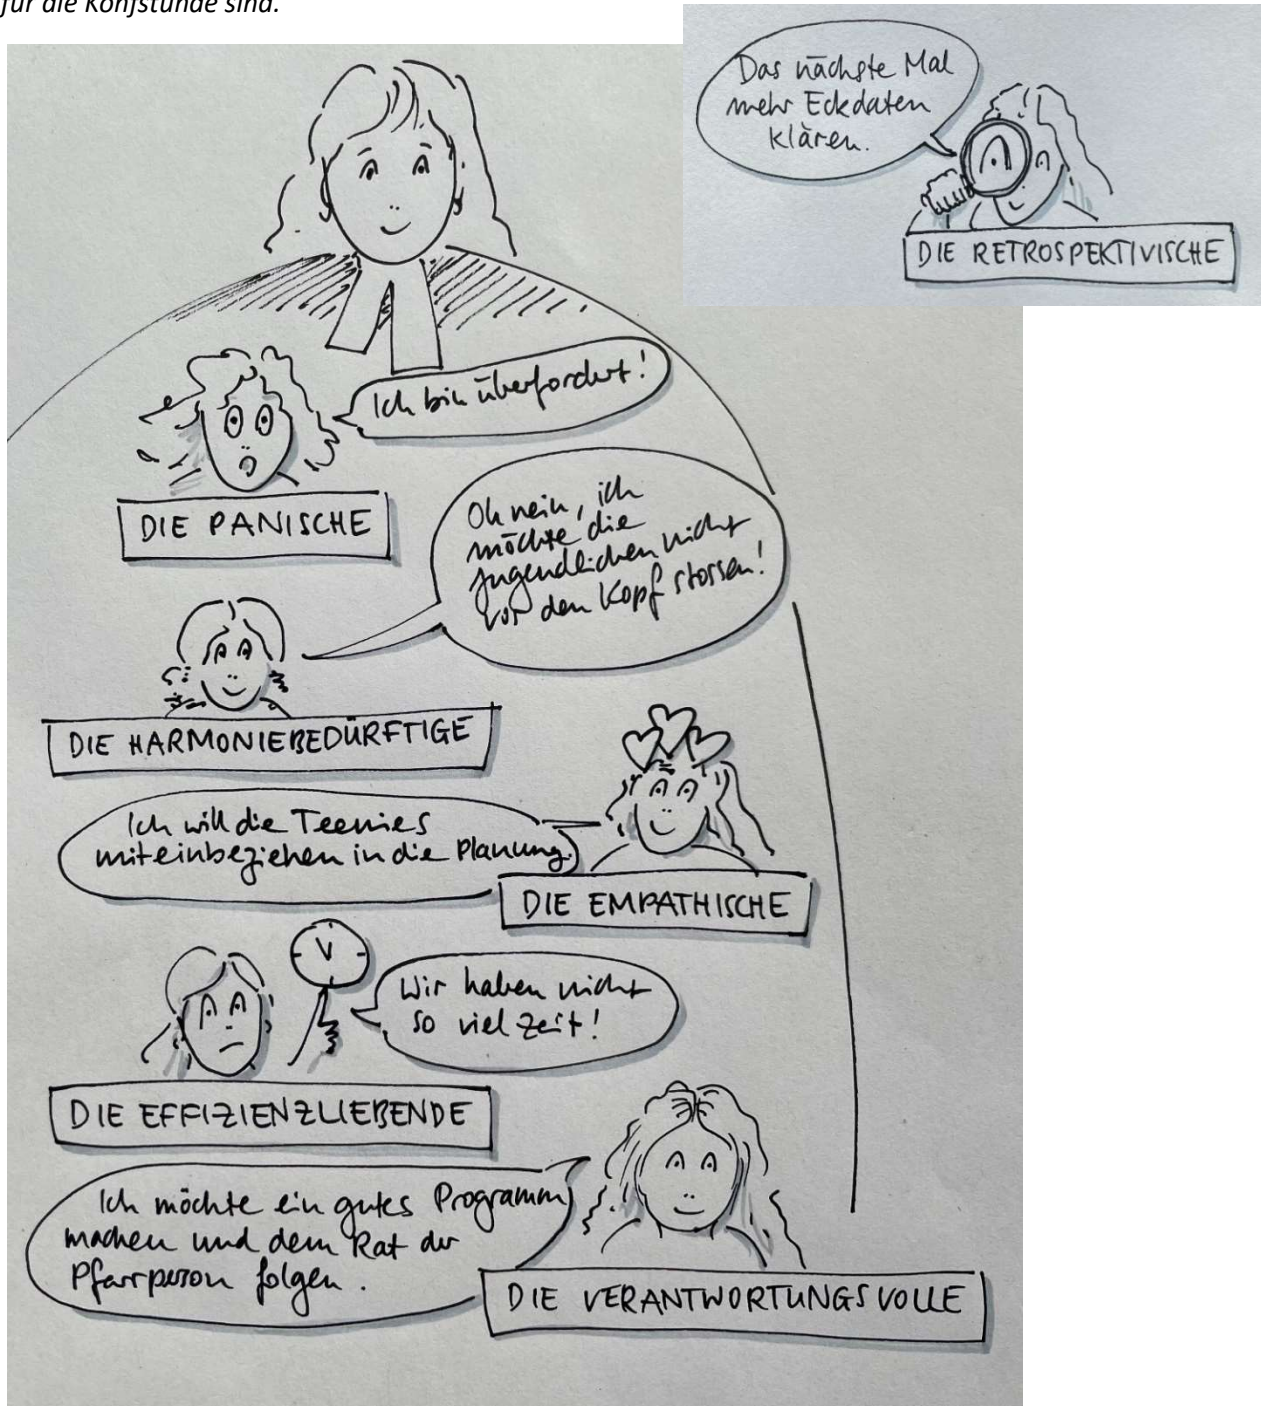 für die Konfstunde sind.
Das nächste Mal
mehr Eckdaten
klären.
DIE RETROSPEKTIVISCHE
Ich bin überfordert!
DIE PANISCHE
Oh nein, ich
möchte die
Jugendlichen nicht
vor den Kopf stossen!
DIE HARMONIEBEDÜRFTIGE
Ich will die Teenies
miteinbeziehen in die Planung.
DIE EMPATHISCHE
Wir haben nicht
so viel Zeit!
DIE EFFIZIENZLIEBENDE
Ich möchte ein gutes Programm
machen und dem Rat der
Pfarrperson folgen.
DIE VERANTWORTUNGSVOLLE